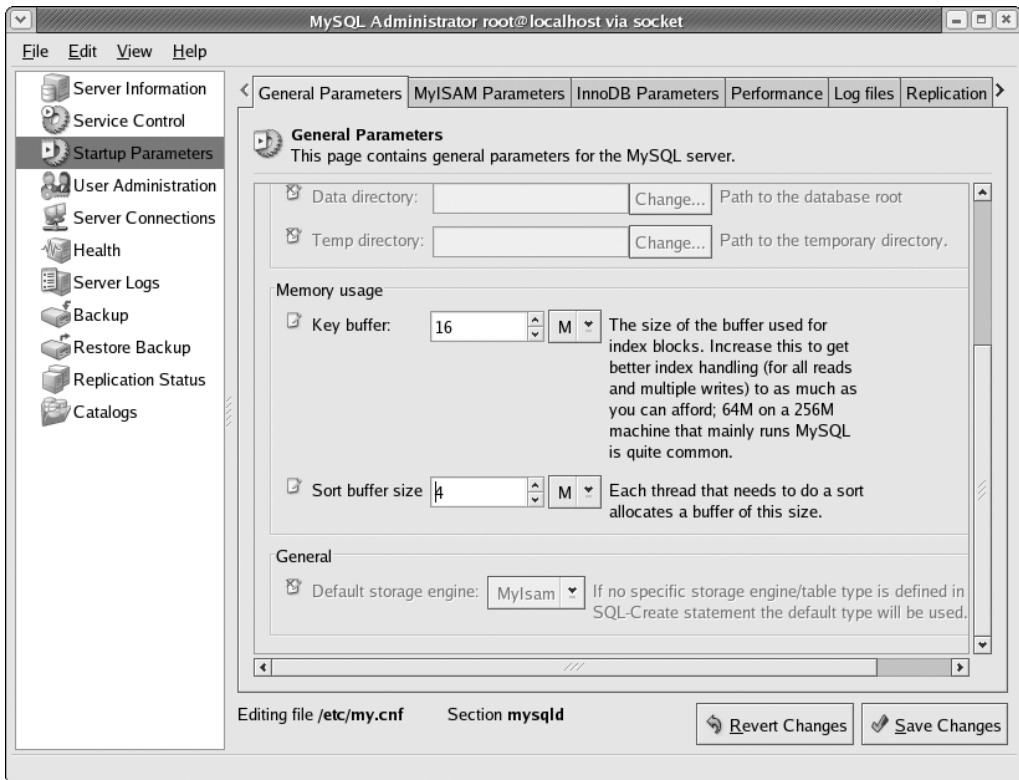 MySQL Administrator root@localhost via socket
File Edit View Help
Server Information
Service Control
Startup Parameters
User Administration
Server Connections
Health
Server Logs
Backup
Restore Backup
Replication Status
Catalogs
General Parameters MyISAM Parameters InnoDB Parameters Performance Log files Replication
General Parameters
This page contains general parameters for the MySQL server.
Data directory: Change... Path to the database root
Temp directory: Change... Path to the temporary directory.
Memory usage
Key buffer: 16 M The size of the buffer used for
index blocks. Increase this to get
better index handling (for all reads
and multiple writes) to as much as
you can afford; 64M on a 256M
machine that mainly runs MySQL
is quite common.
Sort buffer size 4 M Each thread that needs to do a sort
allocates a buffer of this size.
General
Default storage engine: MyIsam If no specific storage engine/table type is defined in
SQL-Create statement the default type will be used.
Editing file /etc/my.cnf Section mysqld Revert Changes Save Changes